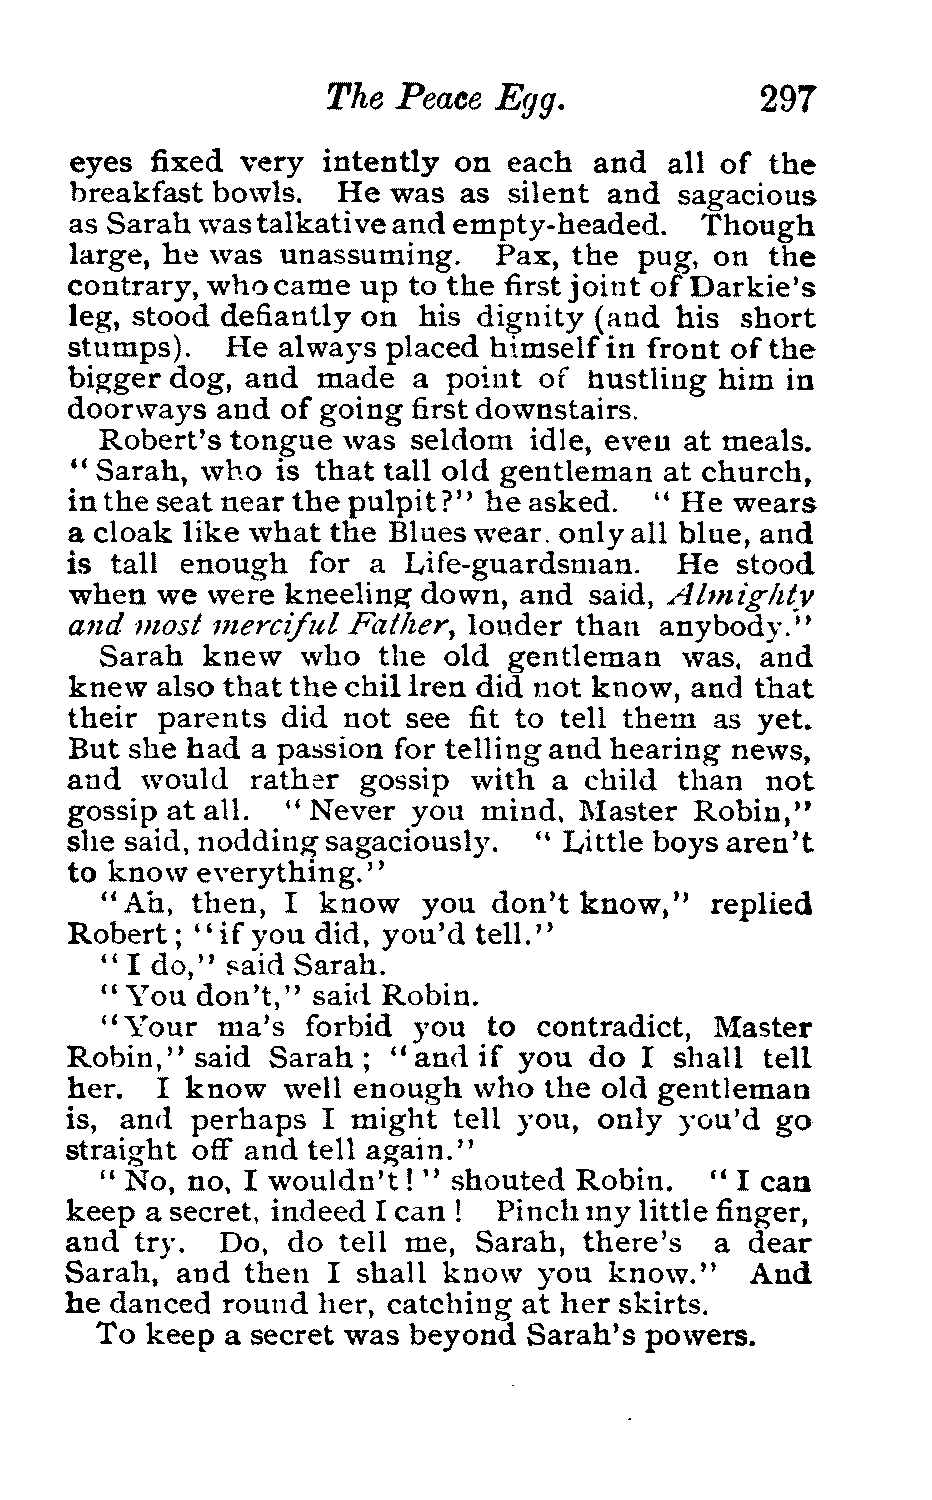 The Peace Egg. 297
eyes fixed very intently on each and all of the
breakfast bowls. He was as silent and sagacious
as Sarah was talkative and empty-headed. Though
large, he was unassuming. Pax, the pug, on the
contrary, who came up to the first joint of Darkie's
leg, stood defiantly on his dignity (and his short
stumps). He always placed himself in front of the
bigger dog, and made a point of hustling him in
doorways and of going first downstairs.
Robert's tongue was seldom idle, even at meals.
"Sarah, who is that tall old gentleman at church,
in the seat near the pulpit?" he asked. "He wears
a cloak like what the Blues wear. only all blue, and
is tall enough for a Life-guardsman. He stood
when we were kneeling down, and said, Almighty
and most merciful Father, louder than anybody."
Sarah knew who the old gentleman was, and
knew also that the chil lren did not know, and that
their parents did not see fit to tell them as yet.
But she had a passion for telling and hearing news,
and would rather gossip with a child than not
gossip at all. "Never you mind, Master Robin,"
she said, nodding sagaciously. "Little boys aren't
to know everything."
"Ah, then, I know you don't know," replied
Robert; "if you did, you'd tell."
"I do," said Sarah.
"You don't," said Robin.
"Your ma's forbid you to contradict, Master
Robin," said Sarah; "and if you do I shall tell
her. I know well enough who the old gentleman
is, and perhaps I might tell you, only you'd go
straight off and tell again."
"No, no, I wouldn't!" shouted Robin. "I can
keep a secret, indeed I can! Pinch my little finger,
and try. Do, do tell me, Sarah, there's a dear
Sarah, and then I shall know you know." And
he danced round her, catching at her skirts.
To keep a secret was beyond Sarah's powers.